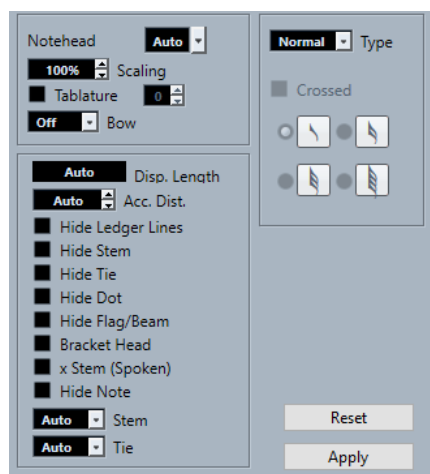 Notehead Auto
100% Scaling
Tablature 0
Off Bow
Auto Disp. Length
Auto Acc. Dist.
Hide Ledger Lines
Hide Stem
Hide Tie
Hide Dot
Hide Flag/Beam
Bracket Head
x Stem (Spoken)
Hide Note
Auto Stem
Auto Tie
Normal Type
Crossed
Reset
Apply